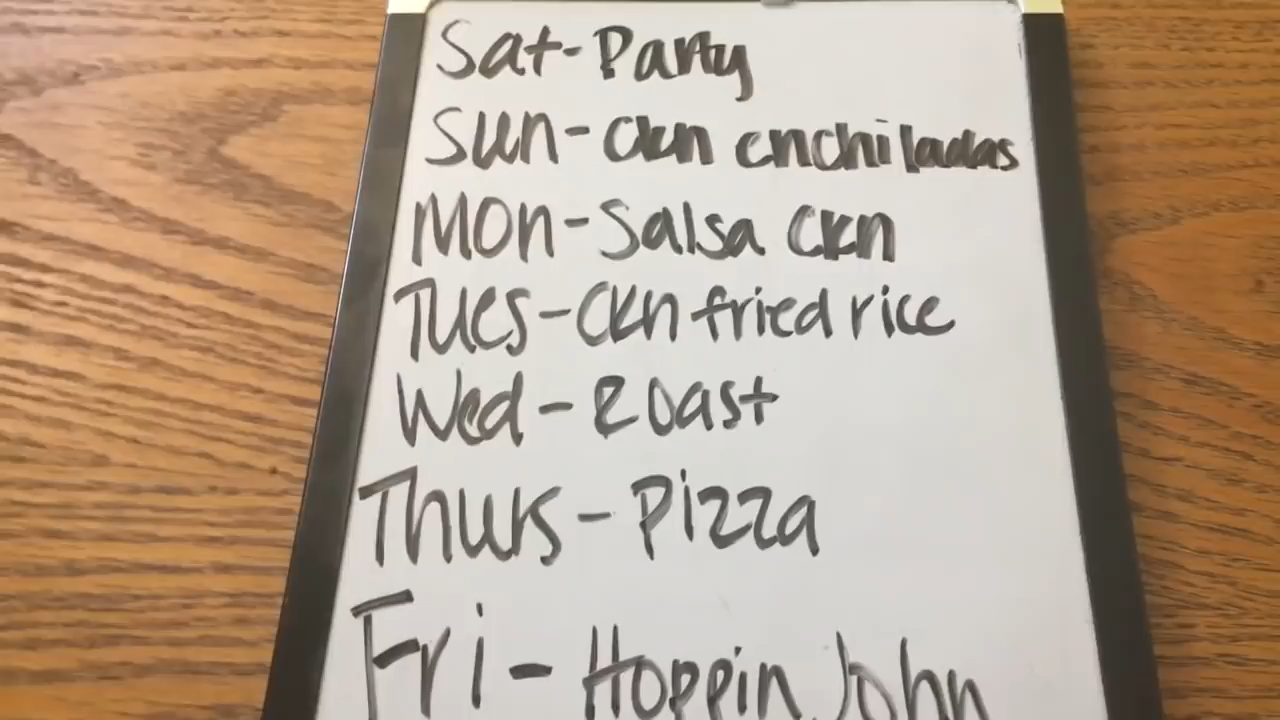 Sat-Party
Sun-ckn enchiladas
Mon-Salsa Ckn
Tues-Ckn fried rice
Wed-Roast
Thurs-Pizza
Fri-Hoppin John